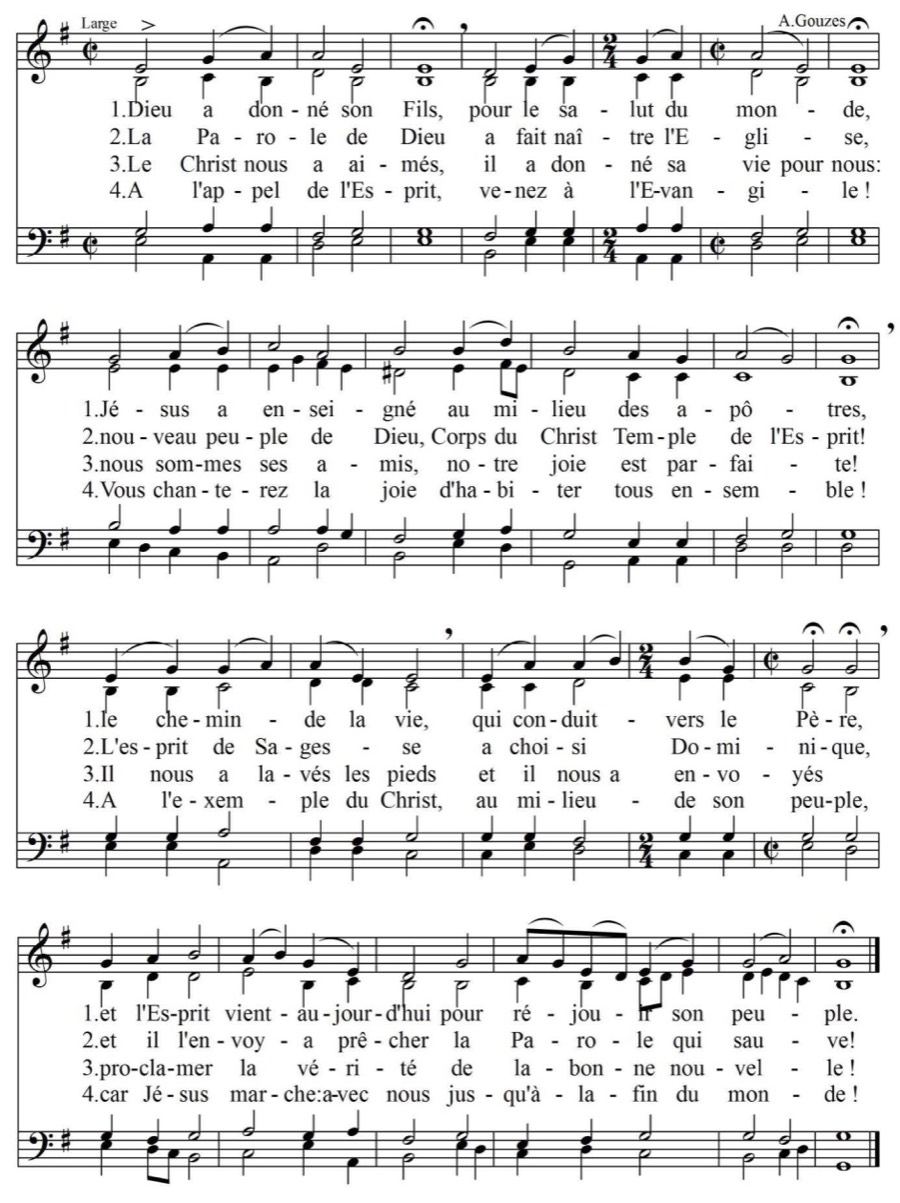 Large A.Gouzes
1.Dieu a don - né son Fils, pour le sa - lut du mon - de,
2.La Pa - ro - le de Dieu a fait naî - tre l'E - gli - se,
3.Le Christ nous a ai - més, il a don - né sa vie pour nous:
4.A l'ap - pel de l'Es - prit, ve - nez à l'E-van - gi - le !
1.Jé - sus a en - sei - gné au mi - lieu des a - pô - tres,
2.nou - veau peu - ple de Dieu, Corps du Christ Tem - ple de l'Es - prit!
3.nous som - mes ses a - mis, no - tre joie est par - fai - te!
4.Vous chan - te - rez la joie d'ha - bi - ter tous en - sem - ble !
1.le che - min - de la vie, qui con - duit - vers le Pè - re,
2.L'es - prit de Sa - ges - se a choi - si Do - mi - ni - que,
3.Il nous a la - vés les pieds et il nous a en - vo - yés
4.A l'e - xem - ple du Christ, au mi - lieu - de son peu - ple,
1.et l'Es-prit vient - au - jour - d'hui pour ré - jou - ir son peu - ple.
2.et il l'en - voy - a prê - cher la Pa - ro - le qui sau - ve!
3.pro-cla-mer la vé - ri - té de la - bon - ne nou - vel - le !
4.car Jé - sus mar - che:a-vec nous jus - qu'à - la - fin du mon - de !